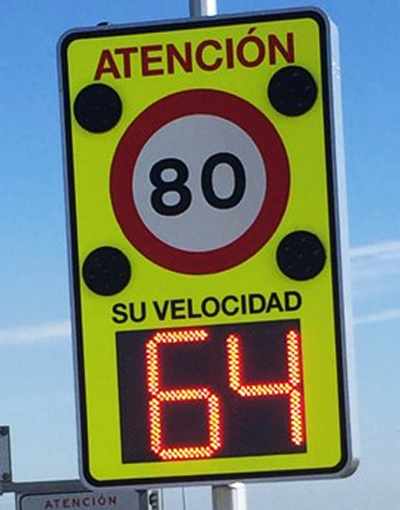 ATENCIÓN
80
SU VELOCIDAD
64
ATENCIÓN